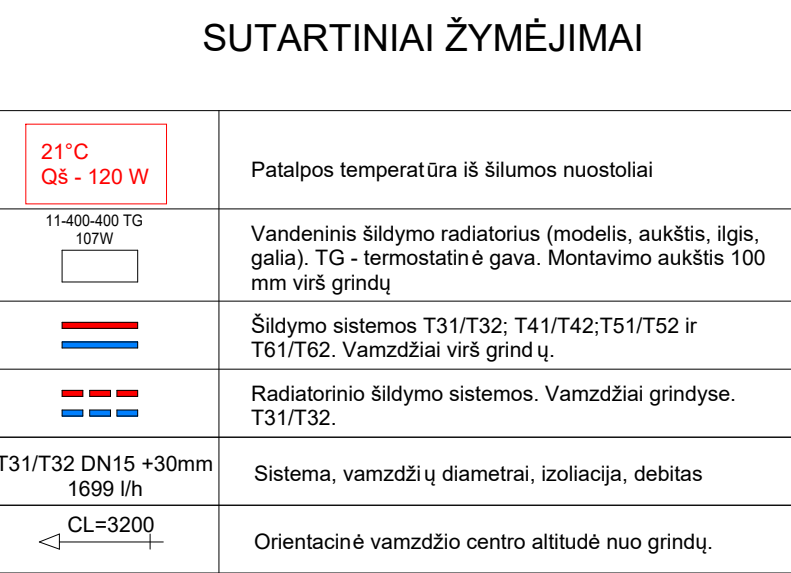 SUTARTINIAI ŽYMĖJIMAI
21°C
Qš - 120 W
Patalpos temperatūra iš šilumos nuostoliai
11-400-400 TG
107W
Vandeninis šildymo radiatorius (modelis, aukštis, ilgis,
galia). TG - termostatinė gava. Montavimo aukštis 100
mm virš grindų
Šildymo sistemos T31/T32; T41/T42;T51/T52 ir
T61/T62. Vamzdžiai virš grindų.
Radiatorinio šildymo sistemos. Vamzdžiai grindyse.
T31/T32.
T31/T32 DN15 +30mm
1699 l/h
Sistema, vamzdžių diametrai, izoliacija, debitas
CL=3200
Orientacinė vamzdžio centro altitudė nuo grindų.